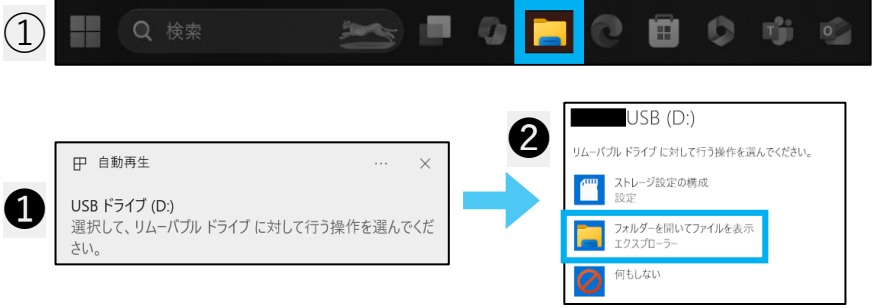 ①
検索
❶
自動再生
USB ドライブ (D:)
選択して、リムーバブル ドライブ に対して行う操作を選んでくだ
さい。
❷
USB (D:)
リムーバブル ドライブ に対して行う操作を選んでください。
ストレージ設定の構成
設定
フォルダーを開いてファイルを表示
エクスプローラー
何もしない